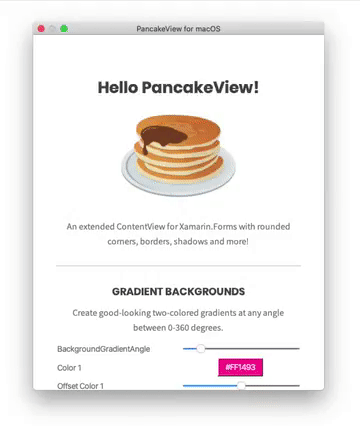 PancakeView for macOS
Hello PancakeView!
An extended ContentView for Xamarin.Forms with rounded
corners, borders, shadows and more!
GRADIENT BACKGROUNDS
Create good-looking two-colored gradients at any angle
between 0-360 degrees.
BackgroundGradientAngle
Color 1 #FF1493
Offset Color 1